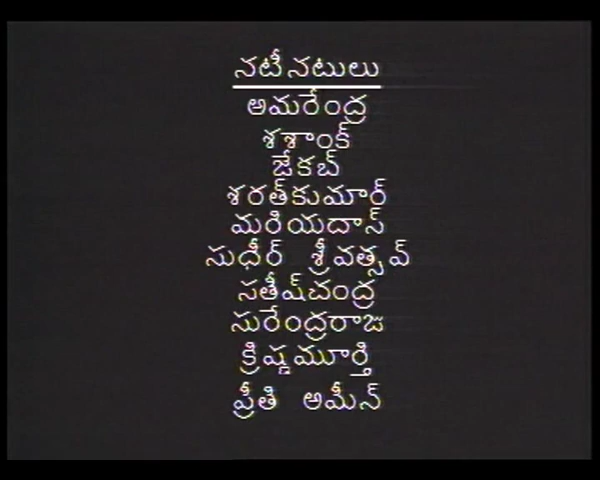 నటీనటులు
అమరేంద్ర
శశాంక్
జేకబ్
శరత్‌కుమార్
మరియదాస్
సుధీర్ శ్రీవత్సవ్
సతీష్‌చంద్ర
సురేంద్రరాజు
క్రిష్ణమూర్తి
ప్రీతి అమీన్